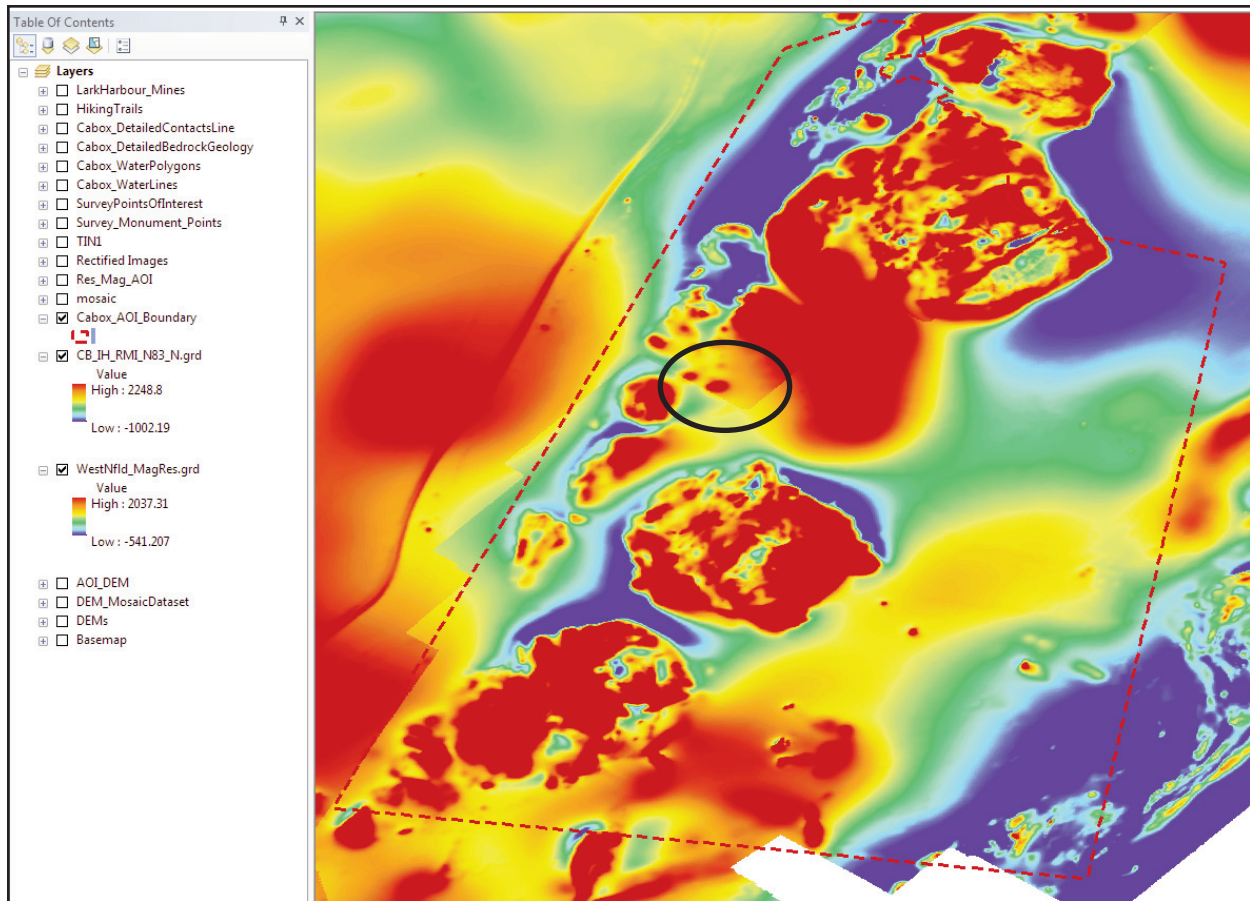 Table Of Contents
Layers
LarkHarbour_Mines
HikingTrails
Cabox_DetailedContactsLine
Cabox_DetailedBedrockGeology
Cabox_WaterPolygons
Cabox_WaterLines
SurveyPointsOfInterest
Survey_Monument_Points
TIN1
Rectified Images
Res_Mag_AOI
mosaic
Cabox_AOI_Boundary
CB_IH_RMI_N83_N.grd
Value
High : 2248.8
Low : -1002.19
WestNfld_MagRes.grd
Value
High : 2037.31
Low : -541.207
AOI_DEM
DEM_MosaicDataset
DEMs
Basemap